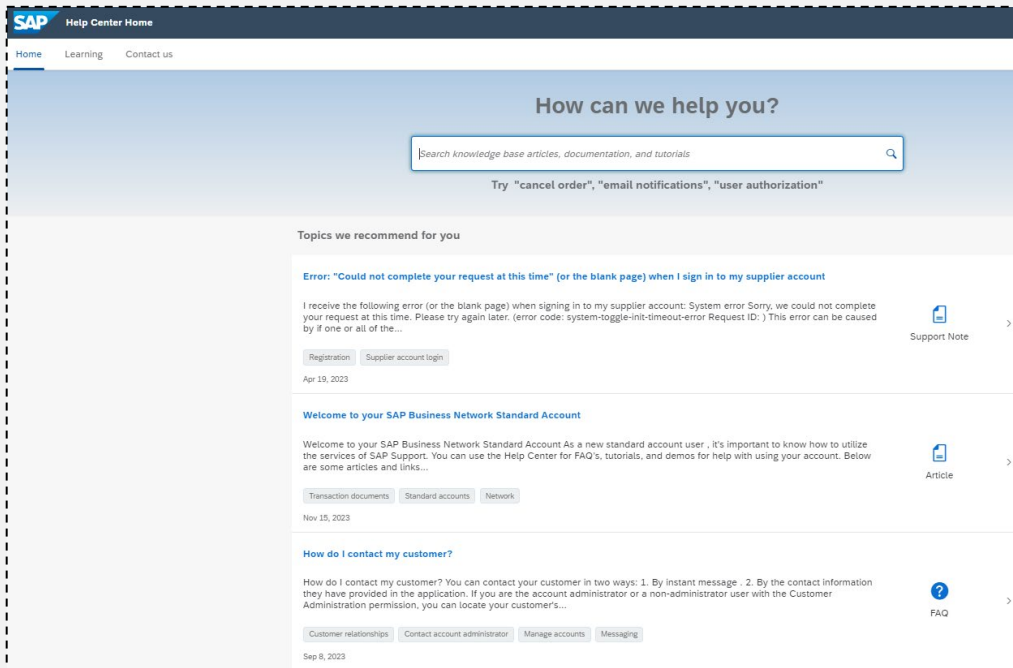 SAP Help Center Home
Home Learning Contact us
How can we help you?
Search knowledge base articles, documentation, and tutorials
Try "cancel order", "email notifications", "user authorization"
Topics we recommend for you
Error: "Could not complete your request at this time" (or the blank page) when I sign in to my supplier account
I receive the following error (or the blank page) when signing in to my supplier account: System error Sorry, we could not complete
your request at this time. Please try again later. (error code: system-toggle-init-timeout-error Request ID: ) This error can be caused
by if one or all of the...
Support Note
Registration Supplier account login
Apr 19, 2023
Welcome to your SAP Business Network Standard Account
Welcome to your SAP Business Network Standard Account As a new standard account user , it's important to know how to utilize
the services of SAP Support. You can use the Help Center for FAQ's, tutorials, and demos for help with using your account. Below
are some articles and links...
Article
Transaction documents Standard accounts Network
Nov 15, 2023
How do I contact my customer?
How do I contact my customer? You can contact your customer in two ways: 1. By instant message . 2. By the contact information
they have provided in the application. If you are the account administrator or a non-administrator user with the Customer
Administration permission, you can locate your customer's...
FAQ
Customer relationships Contact account administrator Manage accounts Messaging
Sep 8, 2023